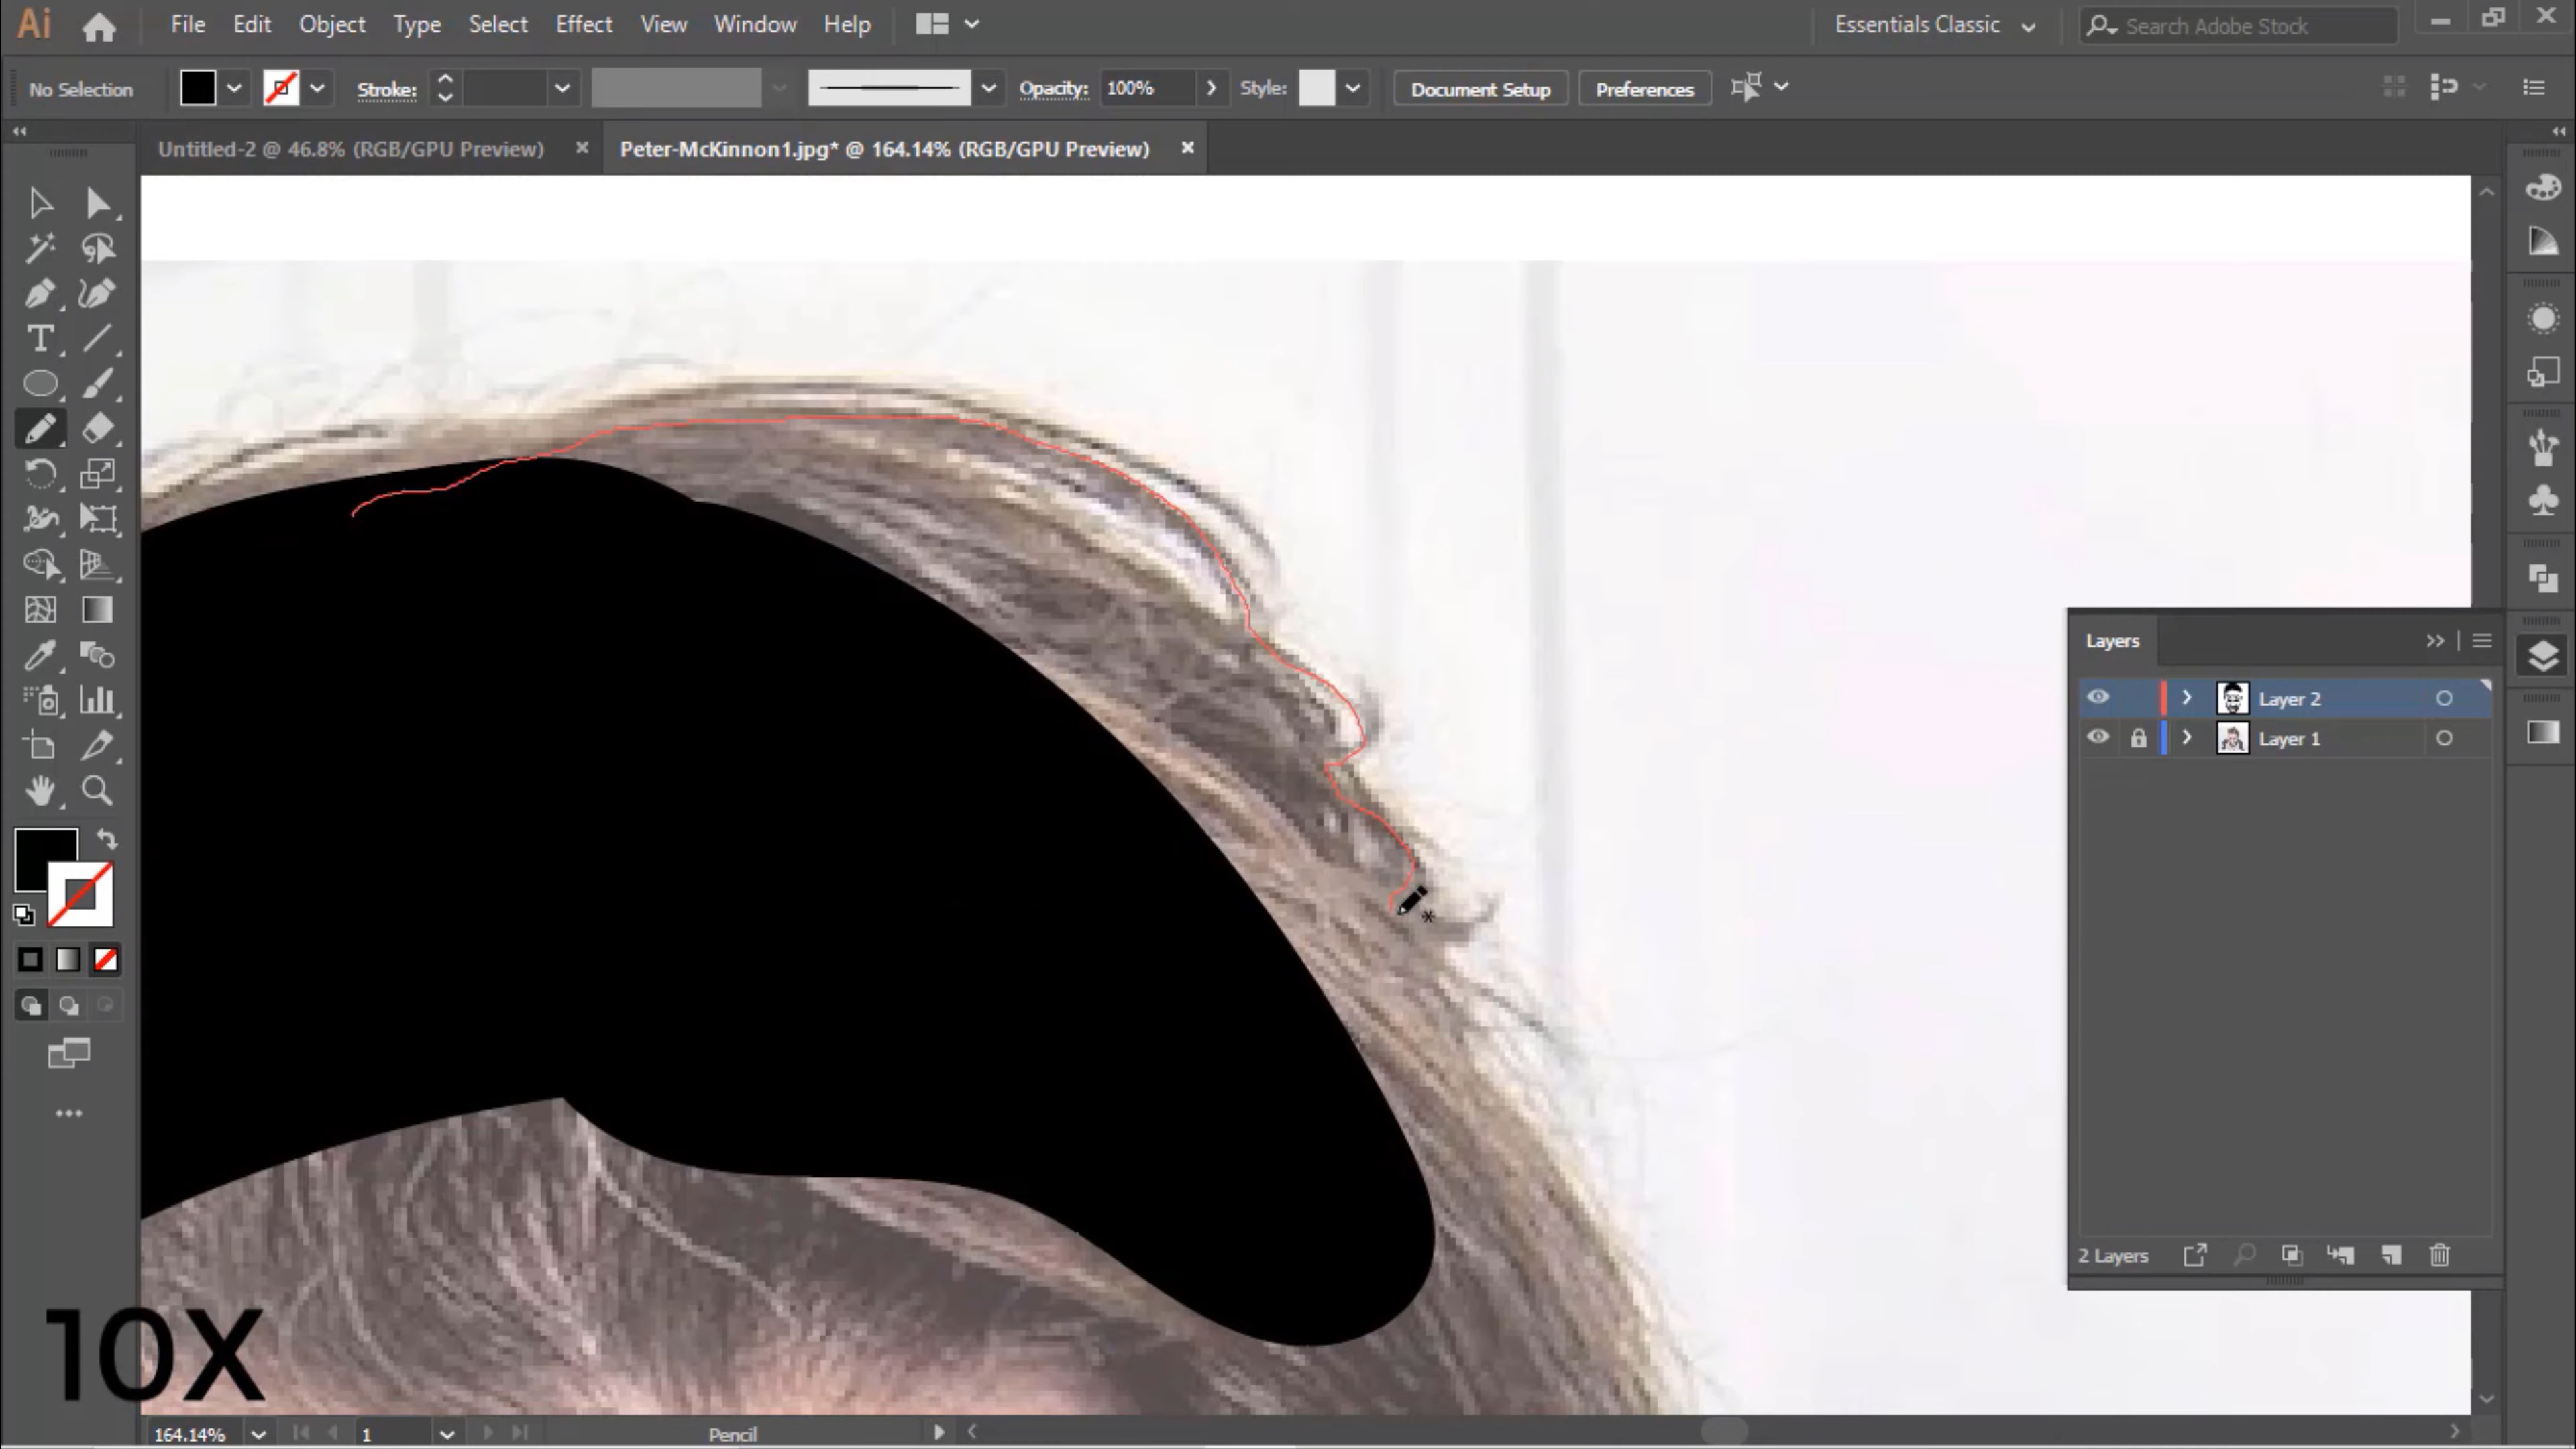 Ai File Edit Object Type Select Effect View Window Help Essentials Classic Search Adobe Stock
No Selection Stroke: Opacity: 100% Style: Document Setup Preferences
Untitled-2 @ 46.8% (RGB/GPU Preview) Peter-McKinnon1.jpg* @ 164.14% (RGB/GPU Preview)
Layers
Layer 2
Layer 1
2 Layers
10X
164.14% 1 Pencil